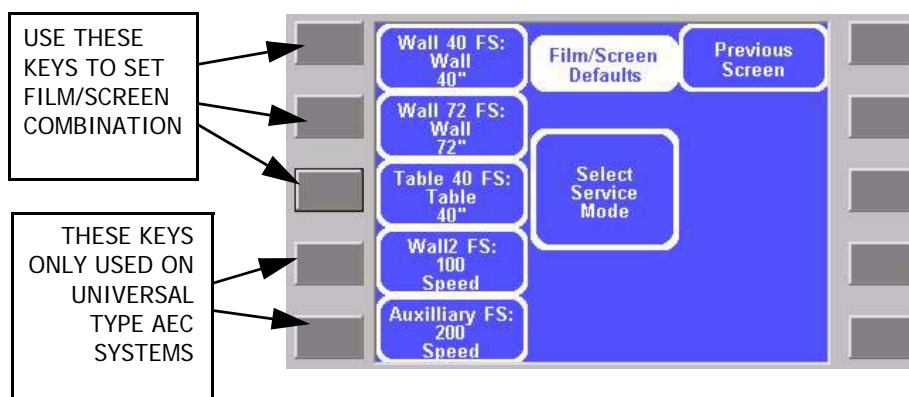 USE THESE
KEYS TO SET
FILM/SCREEN
COMBINATION
THESE KEYS
ONLY USED ON
UNIVERSAL
TYPE AEC
SYSTEMS
Wall 40 FS:
Wall
40"
Wall 72 FS:
Wall
72"
Table 40 FS:
Table
40"
Wall2 FS:
100
Speed
Auxilliary FS:
200
Speed
Film/Screen
Defaults
Select
Service
Mode
Previous
Screen